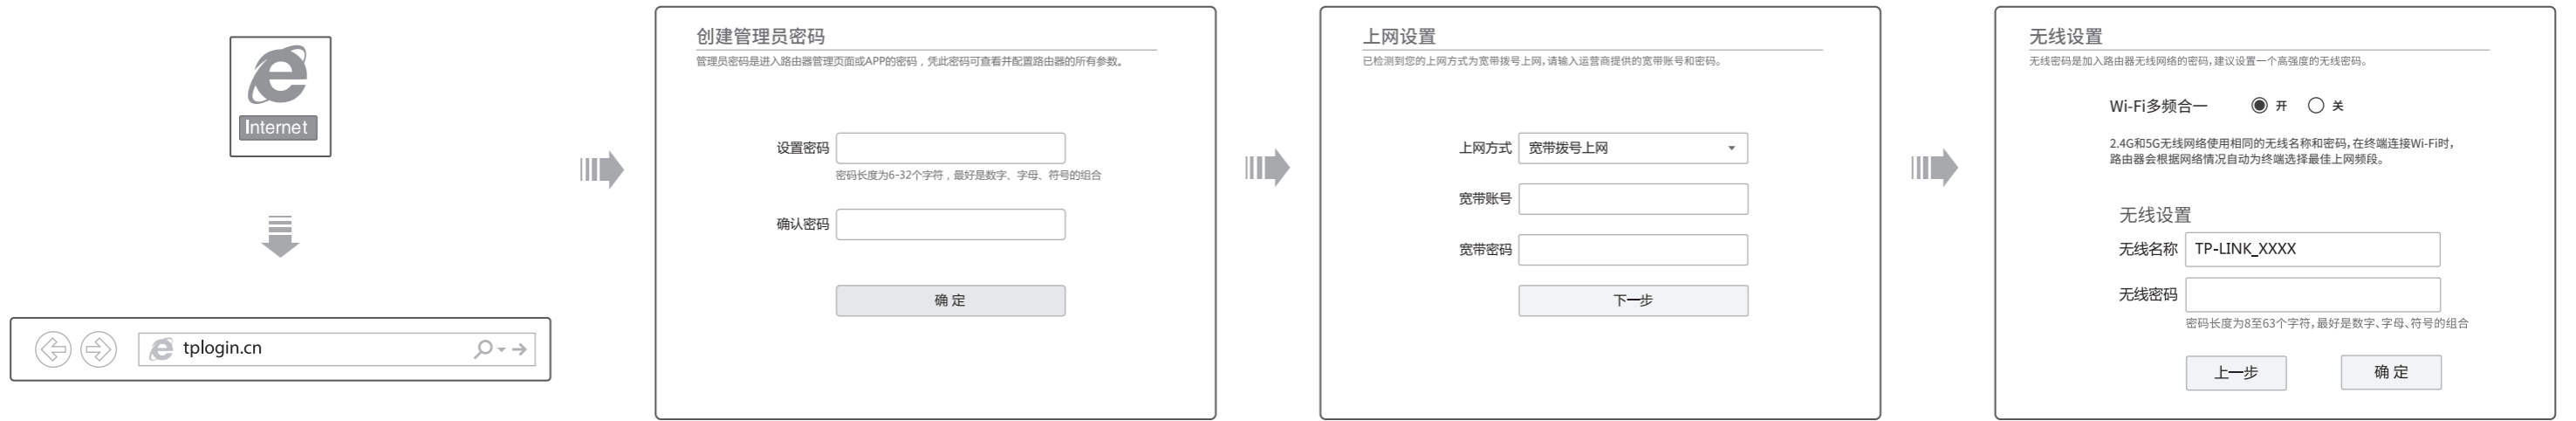 Internet
tplogin.cn
创建管理员密码
管理员密码是进入路由器管理页面或APP的密码，凭此密码可查看并配置路由器的所有参数。
设置密码
密码长度为6-32个字符，最好是数字、字母、符号的组合
确认密码
确 定
上网设置
已检测到您的上网方式为宽带拨号上网,请输入运营商提供的宽带账号和密码。
上网方式 宽带拨号上网
宽带账号
宽带密码
下一步
无线设置
无线密码是加入路由器无线网络的密码,建议设置一个高强度的无线密码。
Wi-Fi多频合一 开 关
2.4G和5G无线网络使用相同的无线名称和密码,在终端连接Wi-Fi时,
路由器会根据网络情况自动为终端选择最佳上网频段。
无线设置
无线名称 TP-LINK_XXXX
无线密码
密码长度为8至63个字符,最好是数字、字母、符号的组合
上一步 确 定